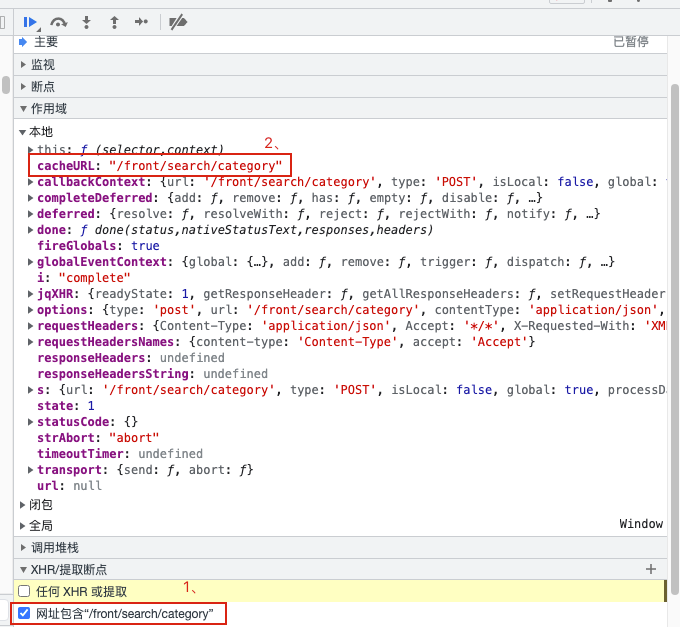 主要
已暂停
监视
断点
作用域
本地
this: ƒ (selector,context)
2、
cacheURL: "/front/search/category"
callbackContext: {url: '/front/search/category', type: 'POST', isLocal: false, global:
completeDeferred: {add: ƒ, remove: ƒ, has: ƒ, empty: ƒ, disable: ƒ, …}
deferred: {resolve: ƒ, resolveWith: ƒ, reject: ƒ, rejectWith: ƒ, notify: ƒ, …}
done: ƒ done(status,nativeStatusText,responses,headers)
fireGlobals: true
globalEventContext: {global: {…}, add: ƒ, remove: ƒ, trigger: ƒ, dispatch: ƒ, …}
i: "complete"
jqXHR: {readyState: 1, getResponseHeader: ƒ, getAllResponseHeaders: ƒ, setRequestHeader
options: {type: 'post', url: '/front/search/category', contentType: 'application/json',
requestHeaders: {Content-Type: 'application/json', Accept: '*/*', X-Requested-With: 'XM
requestHeadersNames: {content-type: 'Content-Type', accept: 'Accept'}
responseHeaders: undefined
responseHeadersString: undefined
s: {url: '/front/search/category', type: 'POST', isLocal: false, global: true, processDa
state: 1
statusCode: {}
strAbort: "abort"
timeoutTimer: undefined
transport: {send: ƒ, abort: ƒ}
url: null
闭包
全局
Window
调用堆栈
XHR/提取断点
任何 XHR 或提取
1、
网址包含“/front/search/category”